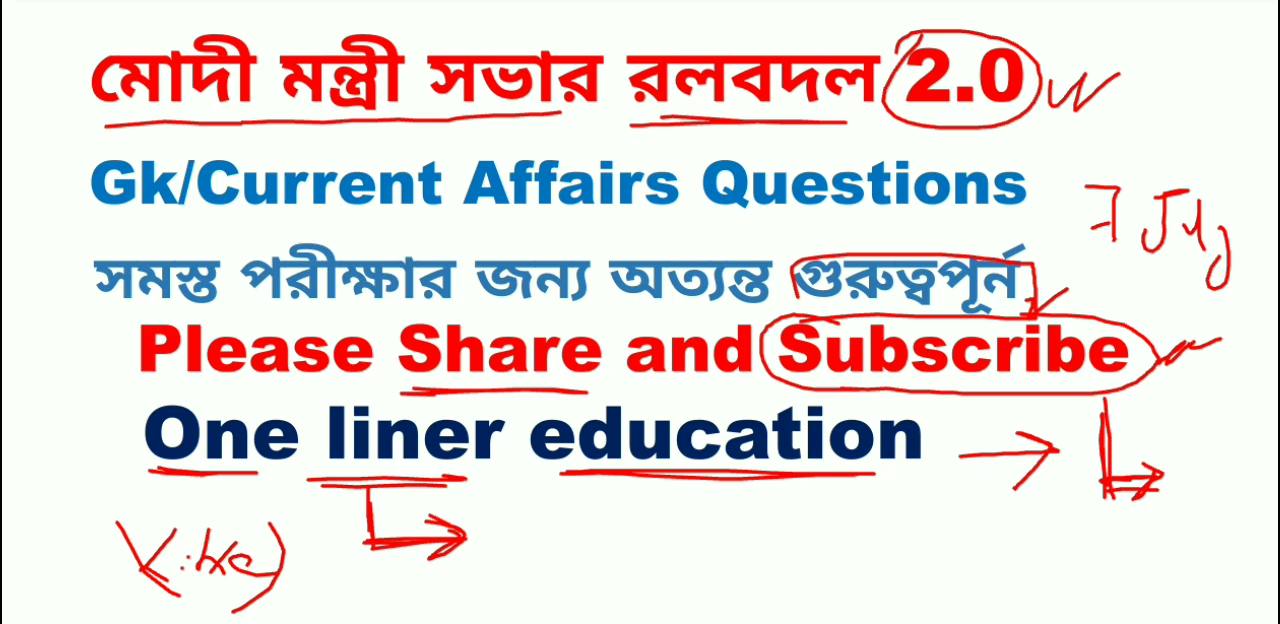 মোদী মন্ত্রী সভার রলবদল 2.0
Gk/Current Affairs Questions
সমস্ত পরীক্ষার জন্য অত্যন্ত গুরুত্বপূর্ন
Please Share and Subscribe
One liner education